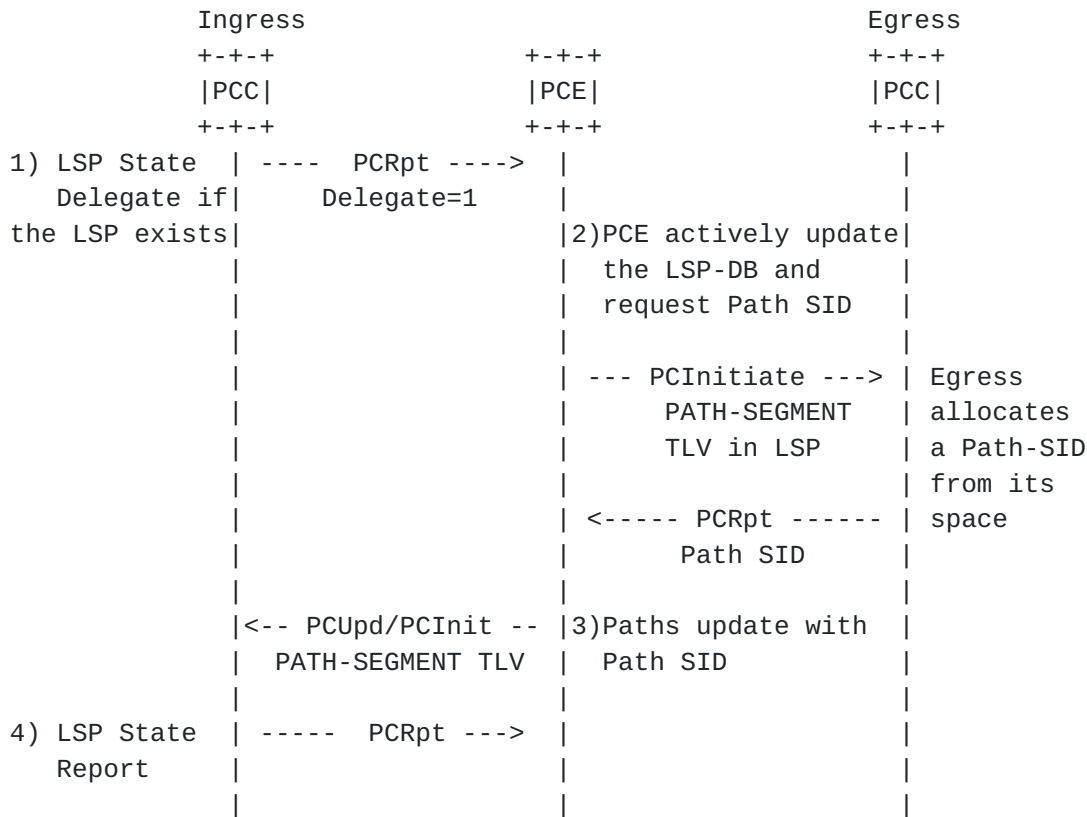 Ingress                                    Egress
            +-+-+                +-+-+                 +-+-+
            |PCC|                |PCE|                 |PCC|
            +-+-+                +-+-+                 +-+-+
1) LSP State  | ----  PCRpt ---->  |                     |
   Delegate if|     Delegate=1     |                     |
the LSP exists|                    |2)PCE actively update|
              |                    |  the LSP-DB and     |
              |                    |  request Path SID   |
              |                    |                     |
              |                    | --- PCInitiate ---> | Egress
              |                    |      PATH-SEGMENT   | allocates
              |                    |      TLV in LSP     | a Path-SID
              |                    |                     | from its
              |                    | <----- PCRpt ------ | space
              |                    |       Path SID      |
              |                    |                     |
              |<-- PCUpd/PCInit -- |3)Paths update with  |
              |  PATH-SEGMENT TLV  |  Path SID           |
              |                    |                     |
4) LSP State  | -----  PCRpt --->  |                     |
   Report     |                    |                     |
              |                    |                     |